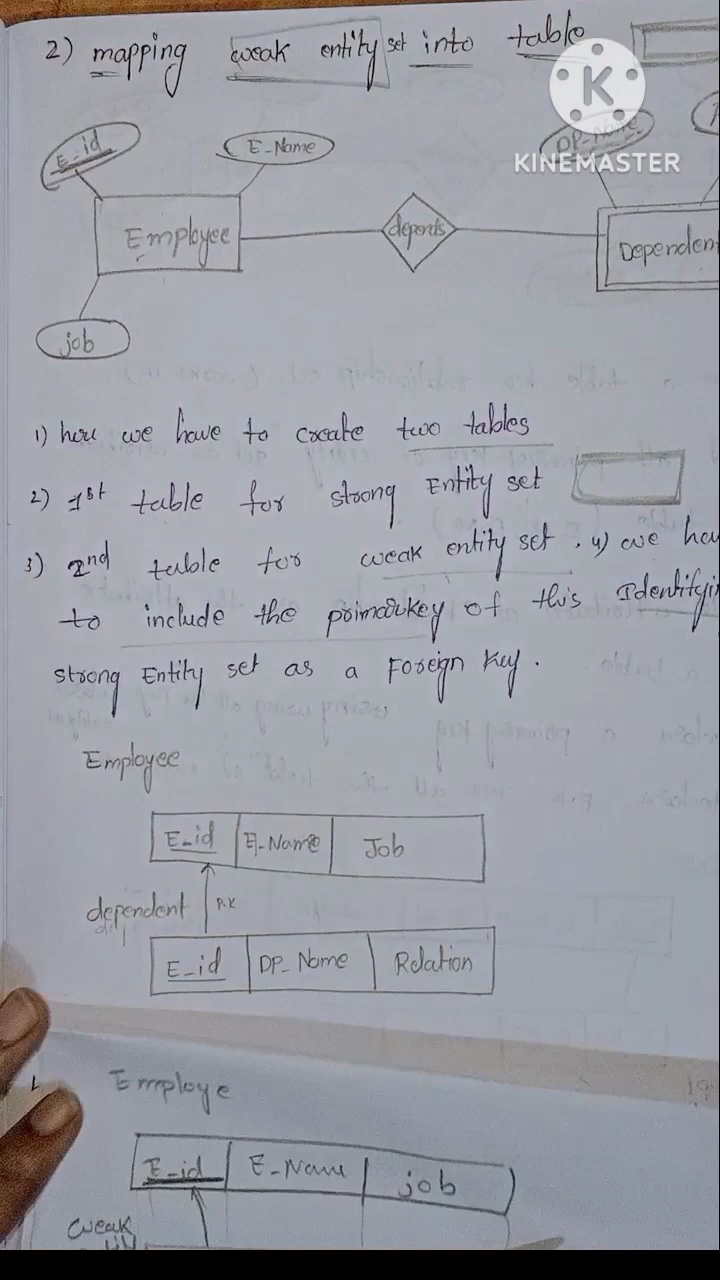 2) mapping weak entity set into table
K
KINEMASTER
E-id
E-Name
DP-Name
Employee
depends
Dependen
job
1) here we have to create two tables
2) 1st table for strong Entity set
3) 2nd table for weak entity set. 4) we ha
to include the primarykey of this Identifyi
strong Entity set as a Foreign key.
Employee
E-id E-Name Job
dependent
E-id DP-Name Relation
Employe
E-id E-Name job
weak